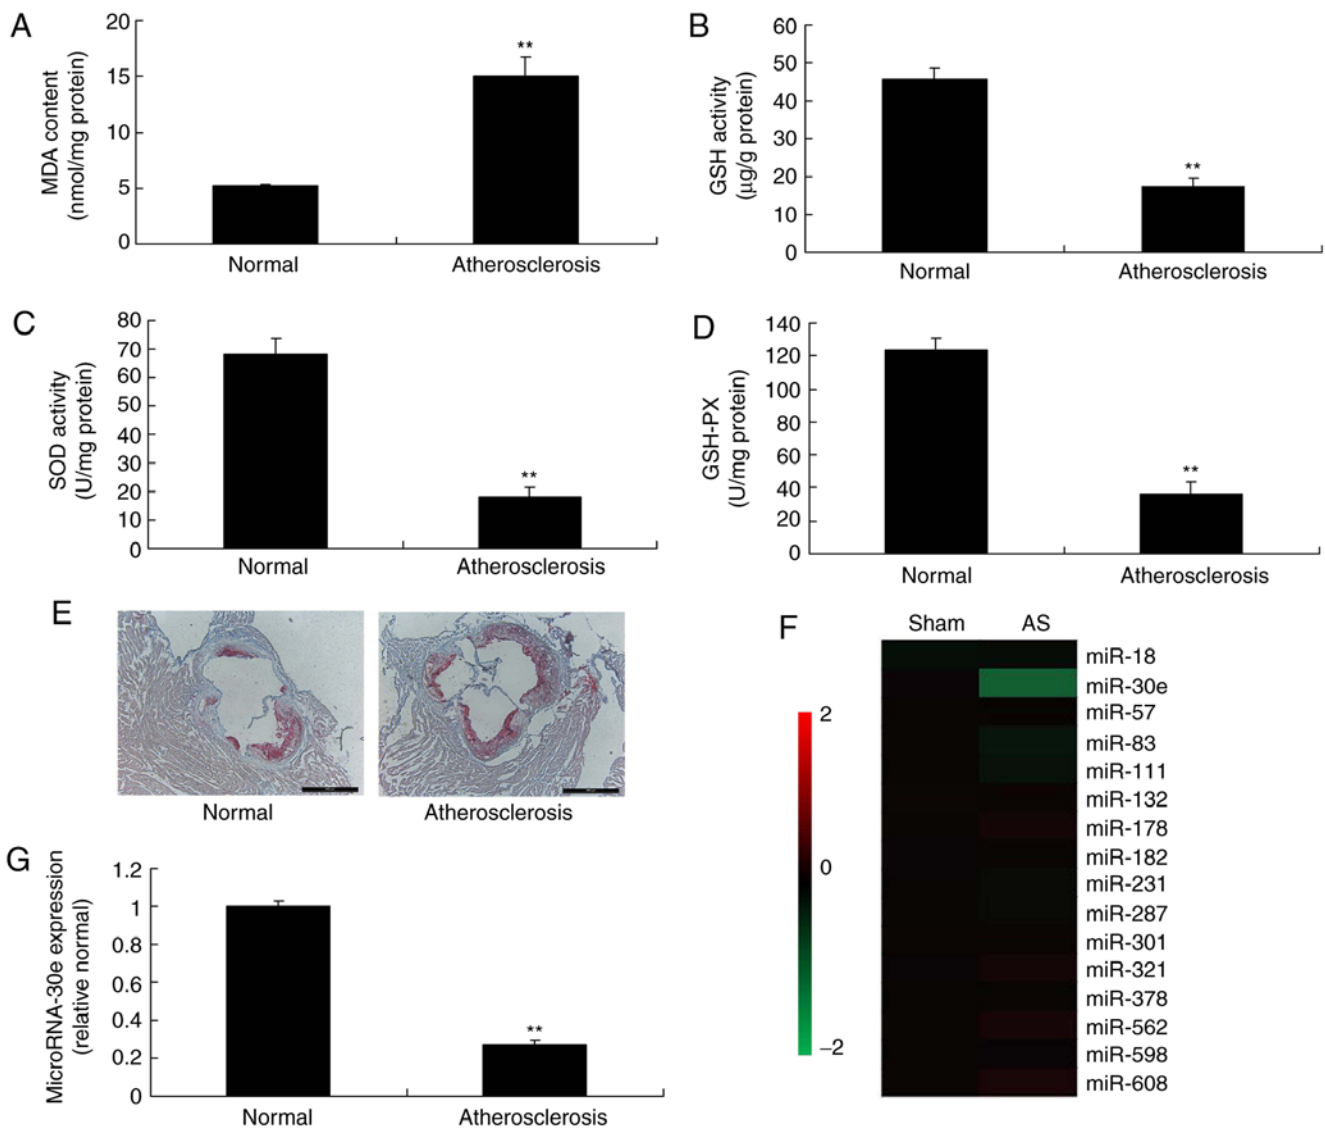 A
MDA content
(nmol/mg protein)
20
15
10
5
0
**
Normal
Atherosclerosis
B
GSH activity
(µg/g protein)
60
50
40
30
20
10
0
**
Normal
Atherosclerosis
C
SOD activity
(U/mg protein)
80
70
60
50
40
30
20
10
0
**
Normal
Atherosclerosis
D
GSH-PX
(U/mg protein)
140
120
100
80
60
40
20
0
**
Normal
Atherosclerosis
E
Normal
Atherosclerosis
F
Sham
AS
2
0
−2
miR-18
miR-30e
miR-57
miR-83
miR-111
miR-132
miR-178
miR-182
miR-231
miR-287
miR-301
miR-321
miR-378
miR-562
miR-598
miR-608
G
MicroRNA-30e expression
(relative normal)
1.2
1
0.8
0.6
0.4
0.2
0
**
Normal
Atherosclerosis